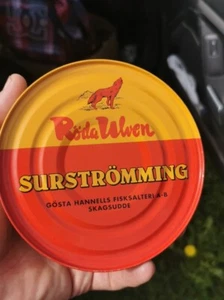 Röda Ulven
SURSTRÖMMING
GÖSTA HANNELLS FISKSALTERI A-B
SKAGSUDDE